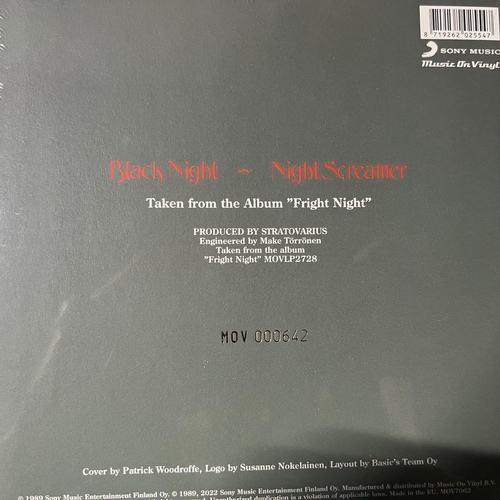 8 719262 025547
SONY MUSIC
Music On Vinyl
Black Night ~ Night Screamer
Taken from the Album "Fright Night"
PRODUCED BY STRATOVARIUS
Engineered by Make Törrönen
Taken from the album
"Fright Night" MOVLP2728
MOV 000642
Cover by Patrick Woodroffe, Logo by Susanne Nokelainen, Layout by Basic's Team Oy
℗ 1989 Sony Music Entertainment Finland Oy. © 1989, 2022 Sony Music Entertainment Finland Oy. Manufactured & distributed by Music On Vinyl B.V.
Unauthorized duplication is a violation of applicable laws. Made in the E.U. MOV7062